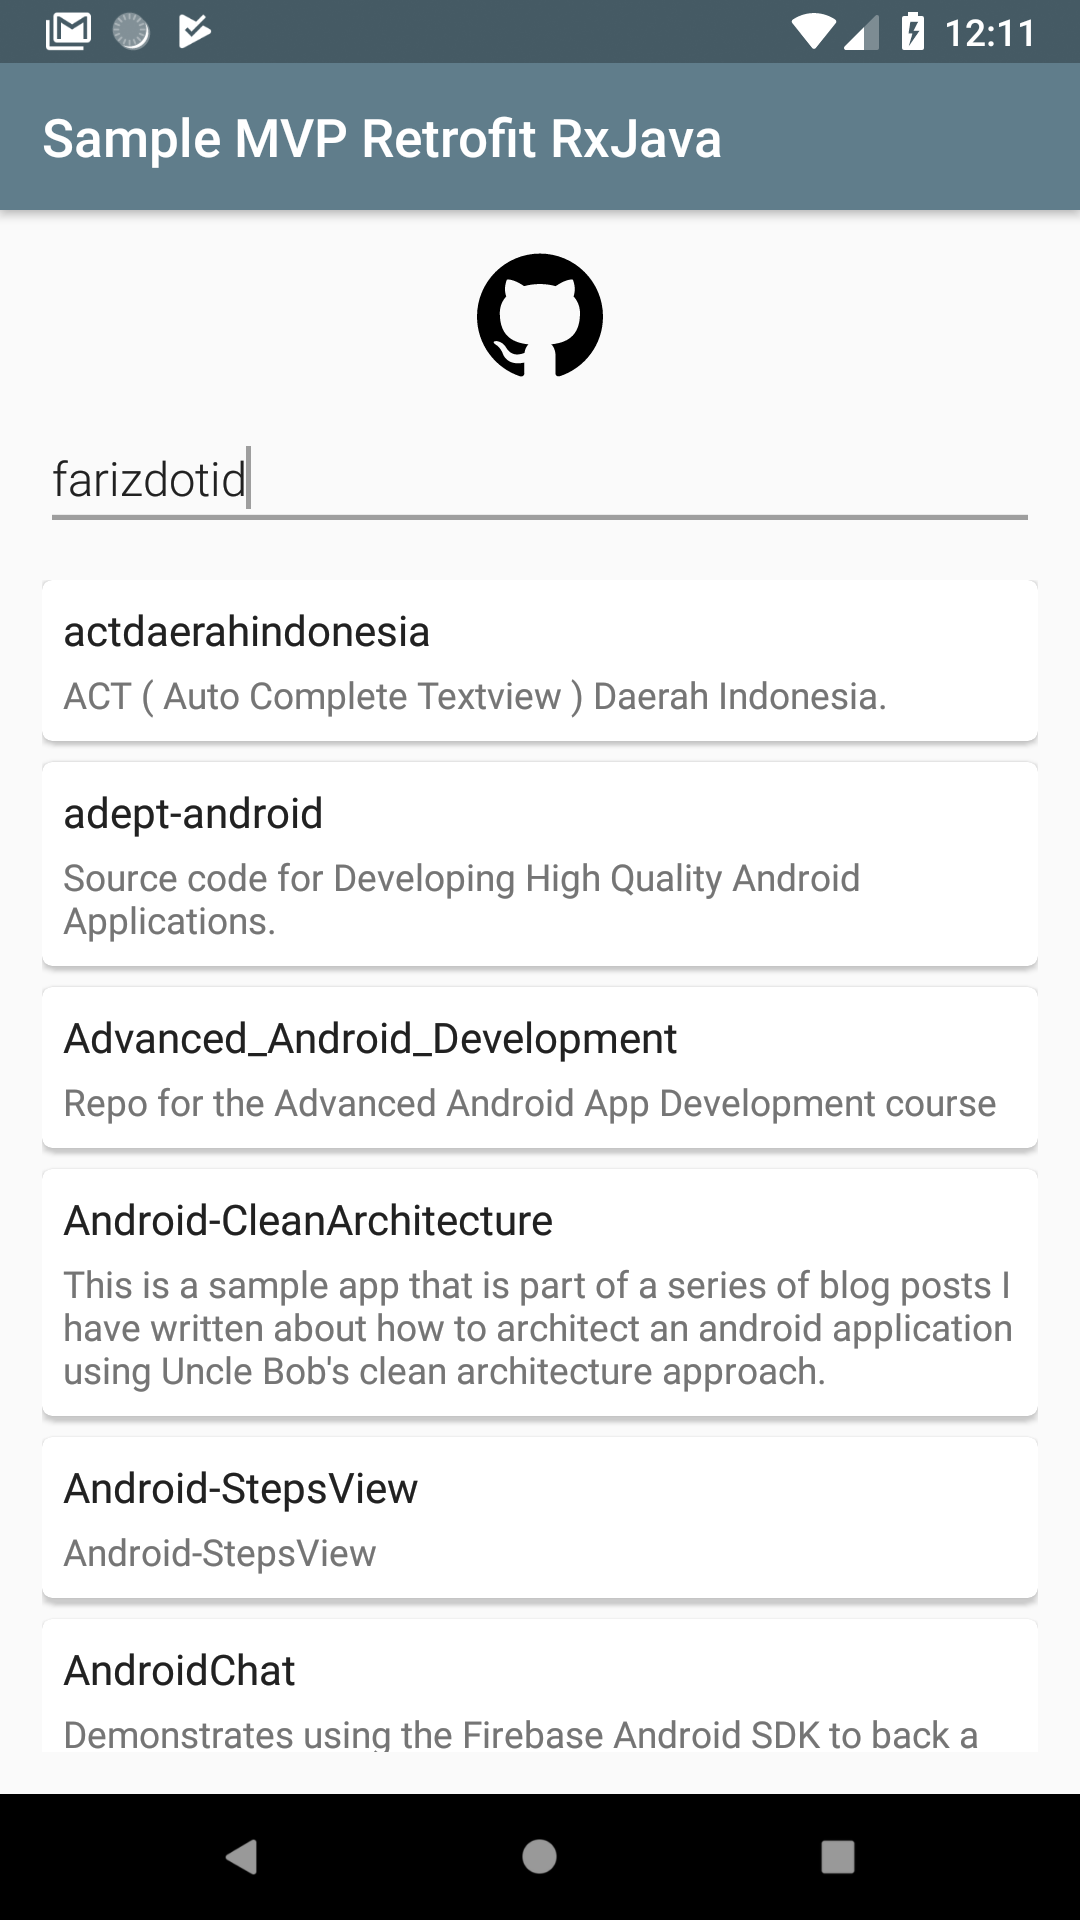 12:11
Sample MVP Retrofit RxJava
farizdotid
actdaerahindonesia
ACT ( Auto Complete Textview ) Daerah Indonesia.
adept-android
Source code for Developing High Quality Android
Applications.
Advanced_Android_Development
Repo for the Advanced Android App Development course
Android-CleanArchitecture
This is a sample app that is part of a series of blog posts I
have written about how to architect an android application
using Uncle Bob's clean architecture approach.
Android-StepsView
Android-StepsView
AndroidChat
Demonstrates using the Firebase Android SDK to back a